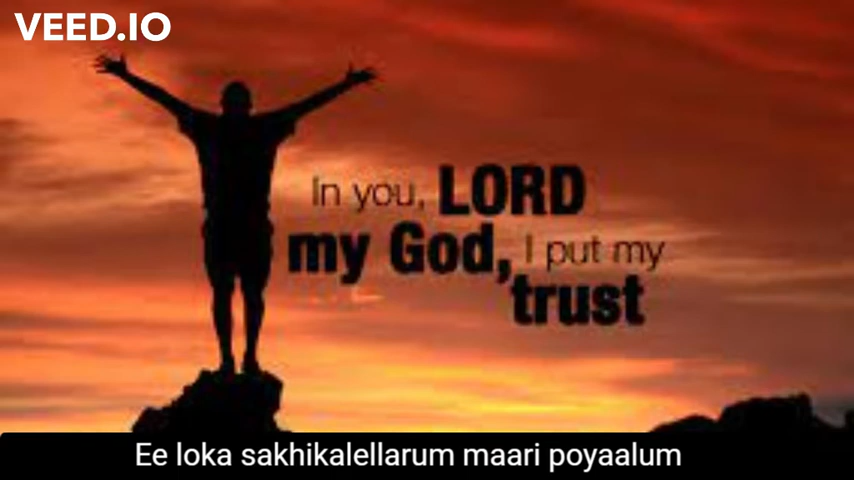 VEED.IO
In you, LORD
my God, I put my
trust
Ee loka sakhikalellarum maari poyaalum